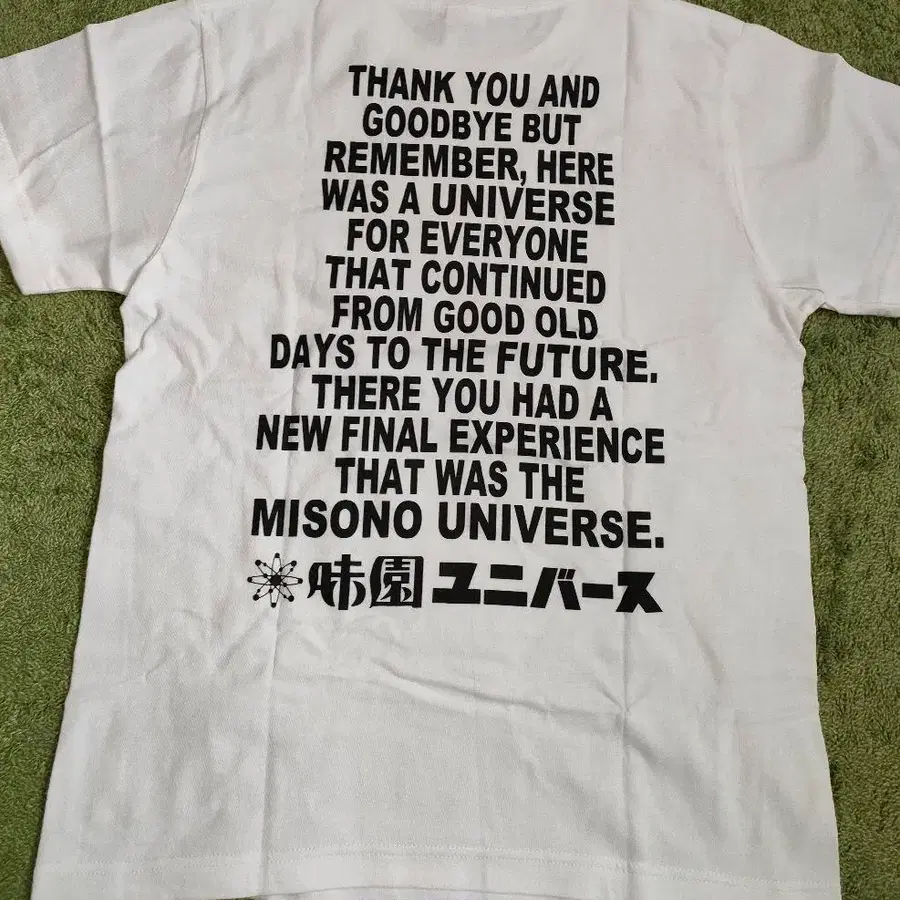 THANK YOU AND
GOODBYE BUT
REMEMBER, HERE
WAS A UNIVERSE
FOR EVERYONE
THAT CONTINUED
FROM GOOD OLD
DAYS TO THE FUTURE.
THERE YOU HAD A
NEW FINAL EXPERIENCE
THAT WAS THE
MISONO UNIVERSE.
味園ユニバース